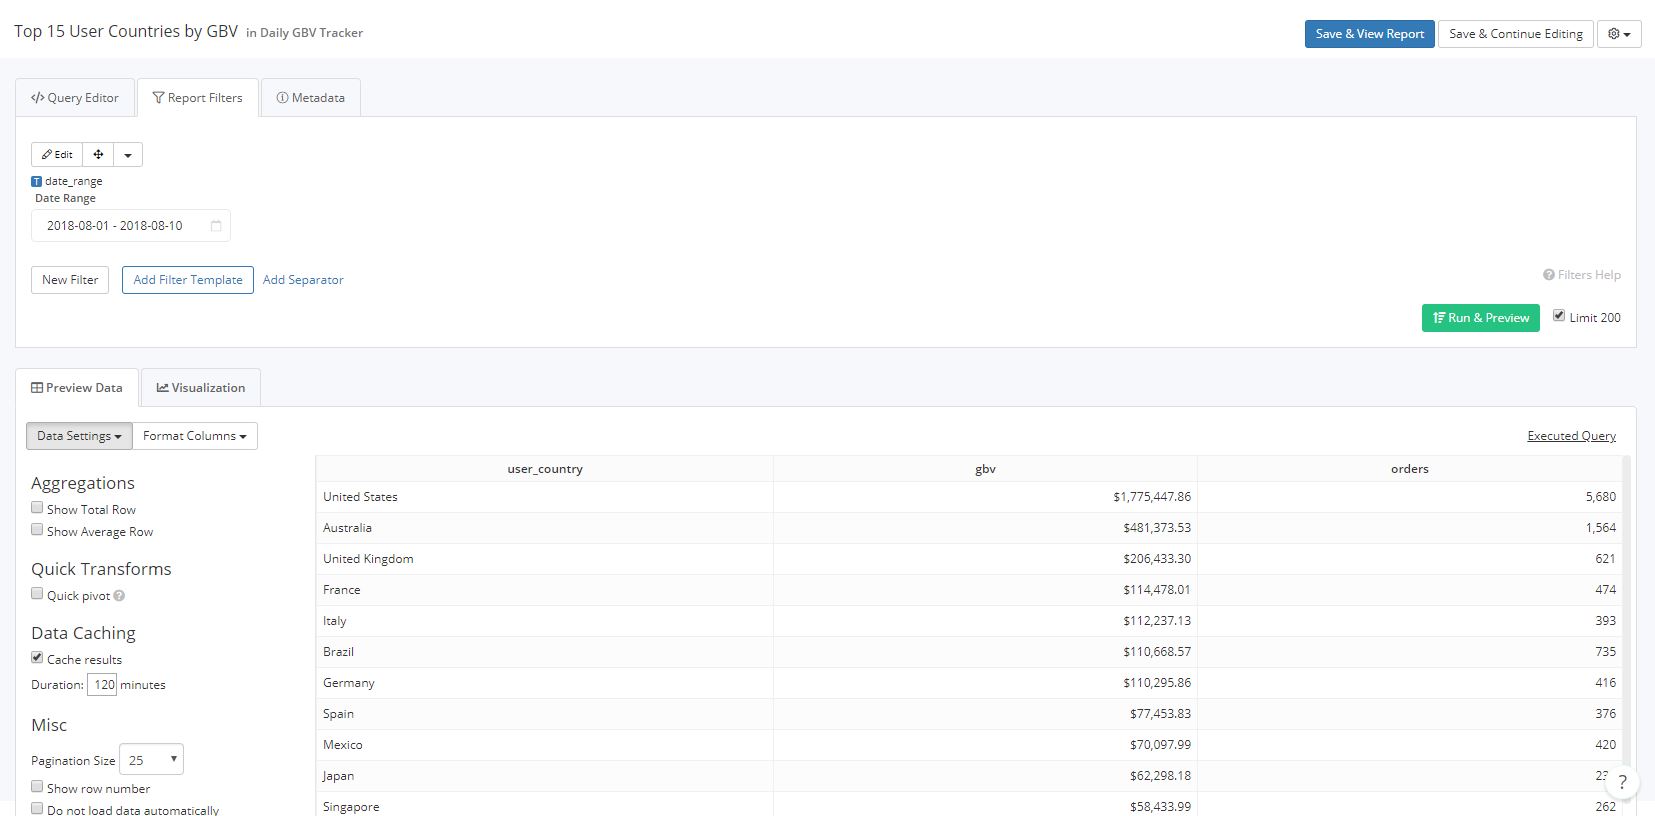 Top 15 User Countries by GBV in Daily GBV Tracker
Save & View Report Save & Continue Editing
Query Editor Report Filters Metadata
Edit
T date_range
Date Range
2018-08-01 - 2018-08-10
New Filter Add Filter Template Add Separator
? Filters Help
Run & Preview Limit 200
Preview Data Visualization
Data Settings Format Columns
Executed Query
Aggregations
Show Total Row
Show Average Row
Quick Transforms
Quick pivot ?
Data Caching
Cache results
Duration: 120 minutes
Misc
Pagination Size 25
Show row number
Do not load data automatically
user_country gbv orders
United States $1,775,447.86 5,680
Australia $481,373.53 1,564
United Kingdom $206,433.30 621
France $114,478.01 474
Italy $112,237.13 393
Brazil $110,668.57 735
Germany $110,295.86 416
Spain $77,453.83 376
Mexico $70,097.99 420
Japan $62,298.18
Singapore $58,433.99 262
?